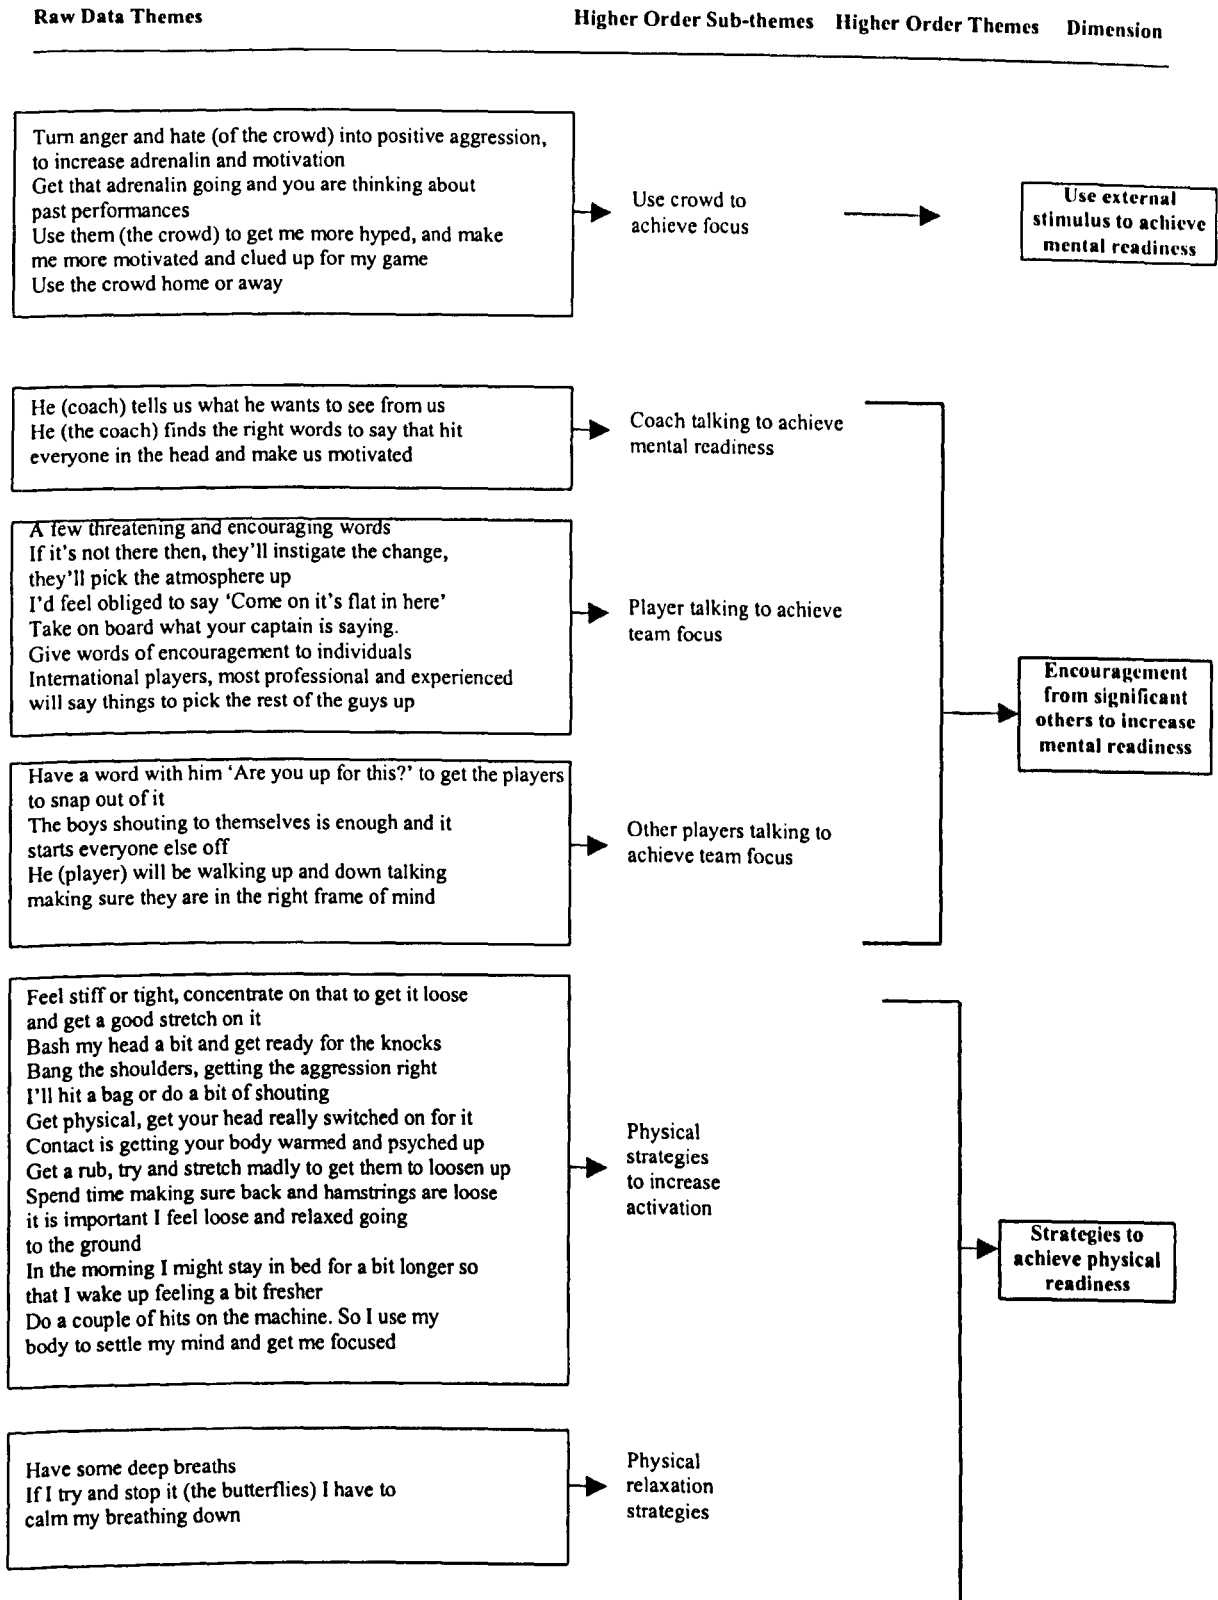 Raw Data Themes
Higher Order Sub-themes
Higher Order Themes
Dimension
Turn anger and hate (of the crowd) into positive aggression,
to increase adrenalin and motivation
Get that adrenalin going and you are thinking about
past performances
Use them (the crowd) to get me more hyped, and make
me more motivated and clued up for my game
Use the crowd home or away
Use crowd to
achieve focus
Use external
stimulus to achieve
mental readiness
He (coach) tells us what he wants to see from us
He (the coach) finds the right words to say that hit
everyone in the head and make us motivated
Coach talking to achieve
mental readiness
A few threatening and encouraging words
If it's not there then, they'll instigate the change,
they'll pick the atmosphere up
I'd feel obliged to say ‘Come on it's flat in here’
Take on board what your captain is saying.
Give words of encouragement to individuals
International players, most professional and experienced
will say things to pick the rest of the guys up
Player talking to achieve
team focus
Encouragement
from significant
others to increase
mental readiness
Have a word with him ‘Are you up for this?’ to get the players
to snap out of it
The boys shouting to themselves is enough and it
starts everyone else off
He (player) will be walking up and down talking
making sure they are in the right frame of mind
Other players talking to
achieve team focus
Feel stiff or tight, concentrate on that to get it loose
and get a good stretch on it
Bash my head a bit and get ready for the knocks
Bang the shoulders, getting the aggression right
I'll hit a bag or do a bit of shouting
Get physical, get your head really switched on for it
Contact is getting your body warmed and psyched up
Get a rub, try and stretch madly to get them to loosen up
Spend time making sure back and hamstrings are loose
it is important I feel loose and relaxed going
to the ground
In the morning I might stay in bed for a bit longer so
that I wake up feeling a bit fresher
Do a couple of hits on the machine. So I use my
body to settle my mind and get me focused
Physical
strategies
to increase
activation
Strategies to
achieve physical
readiness
Have some deep breaths
If I try and stop it (the butterflies) I have to
calm my breathing down
Physical
relaxation
strategies